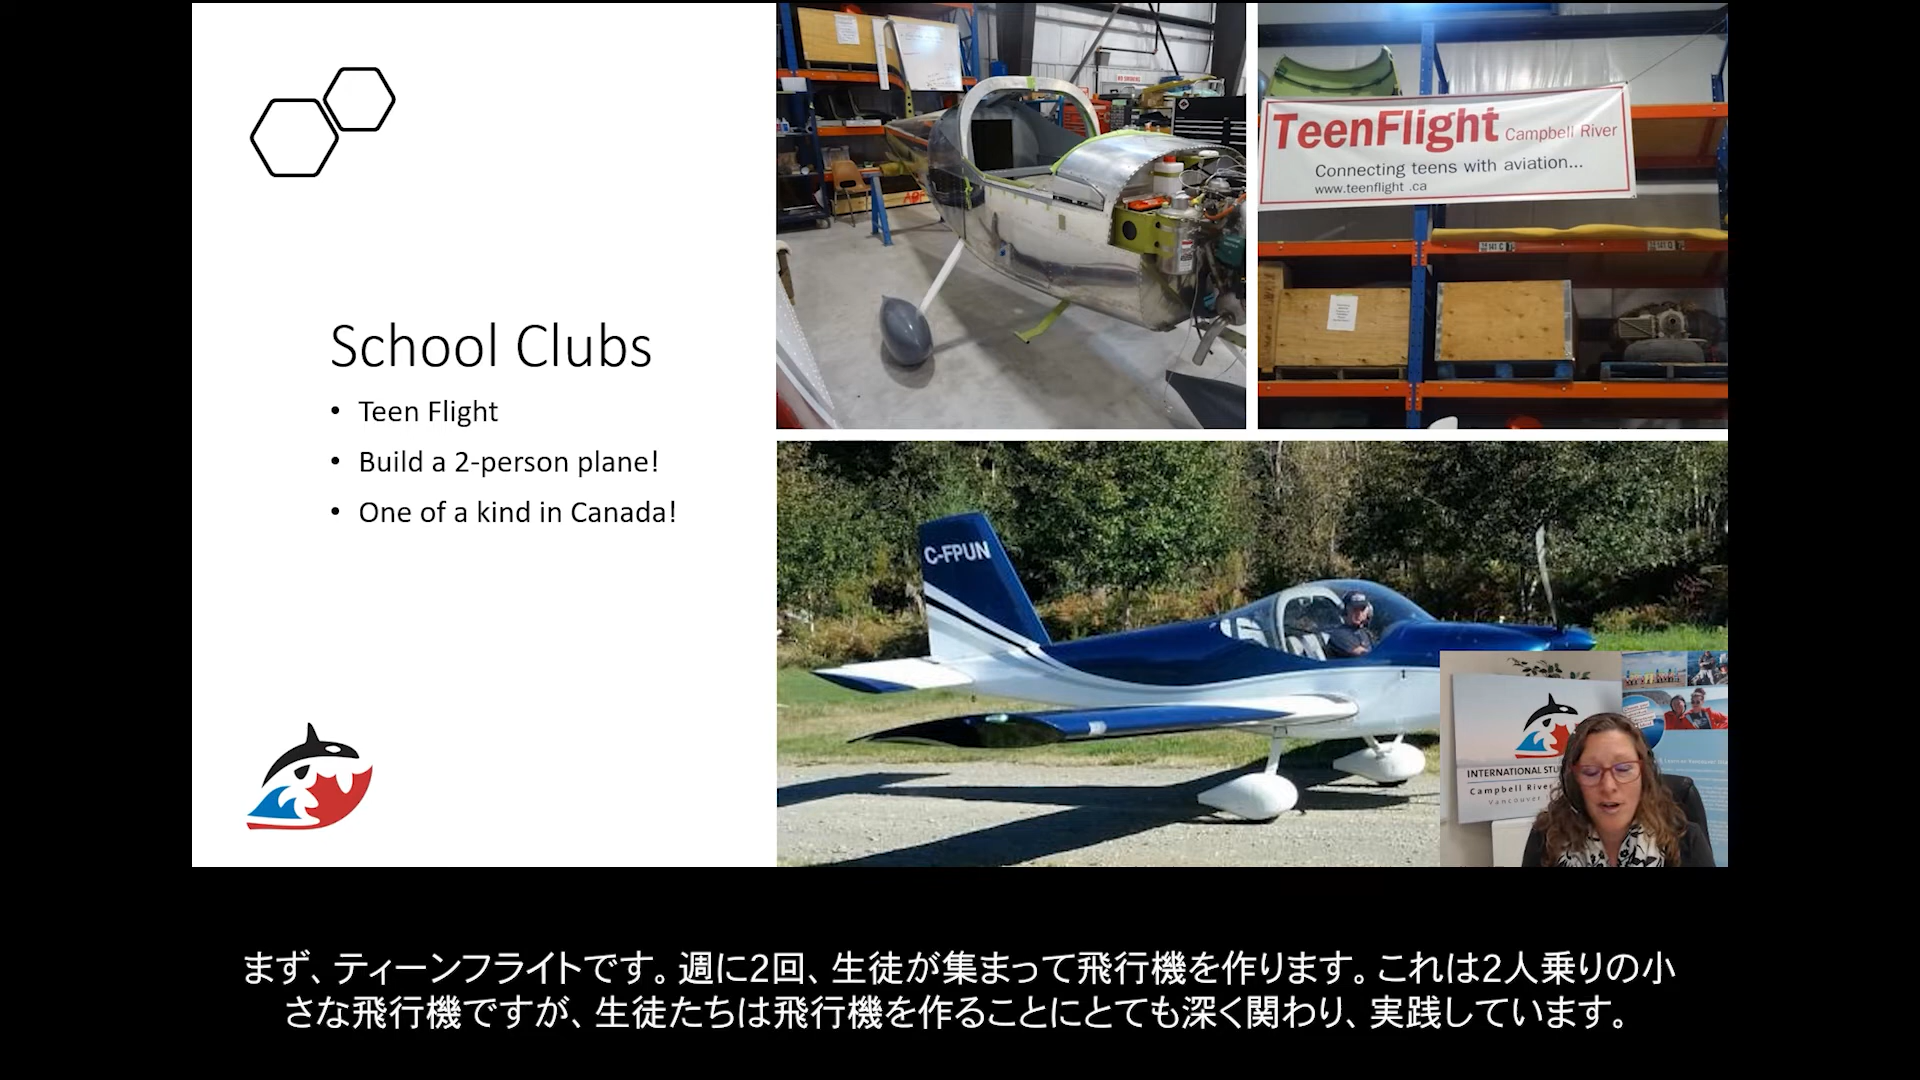 School Clubs
• Teen Flight
• Build a 2-person plane!
• One of a kind in Canada!
TeenFlight Campbell River
Connecting teens with aviation...
www.teenflight .ca
C-FPUN
INTERNATIONAL
Campbell River
Vancouver
まず、ティーンフライトです。週に2回、生徒が集まって飛行機を作ります。これは2人乗りの小
さな飛行機ですが、生徒たちは飛行機を作ることにとても深く関わり、実践しています。